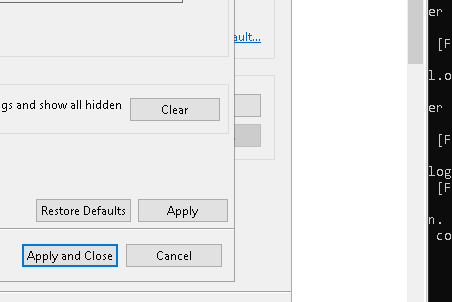 ault...
gs and show all hidden
Clear
Restore Defaults
Apply
Apply and Close
Cancel
er
[F
l.o
er
[F
log
[F
n.
co